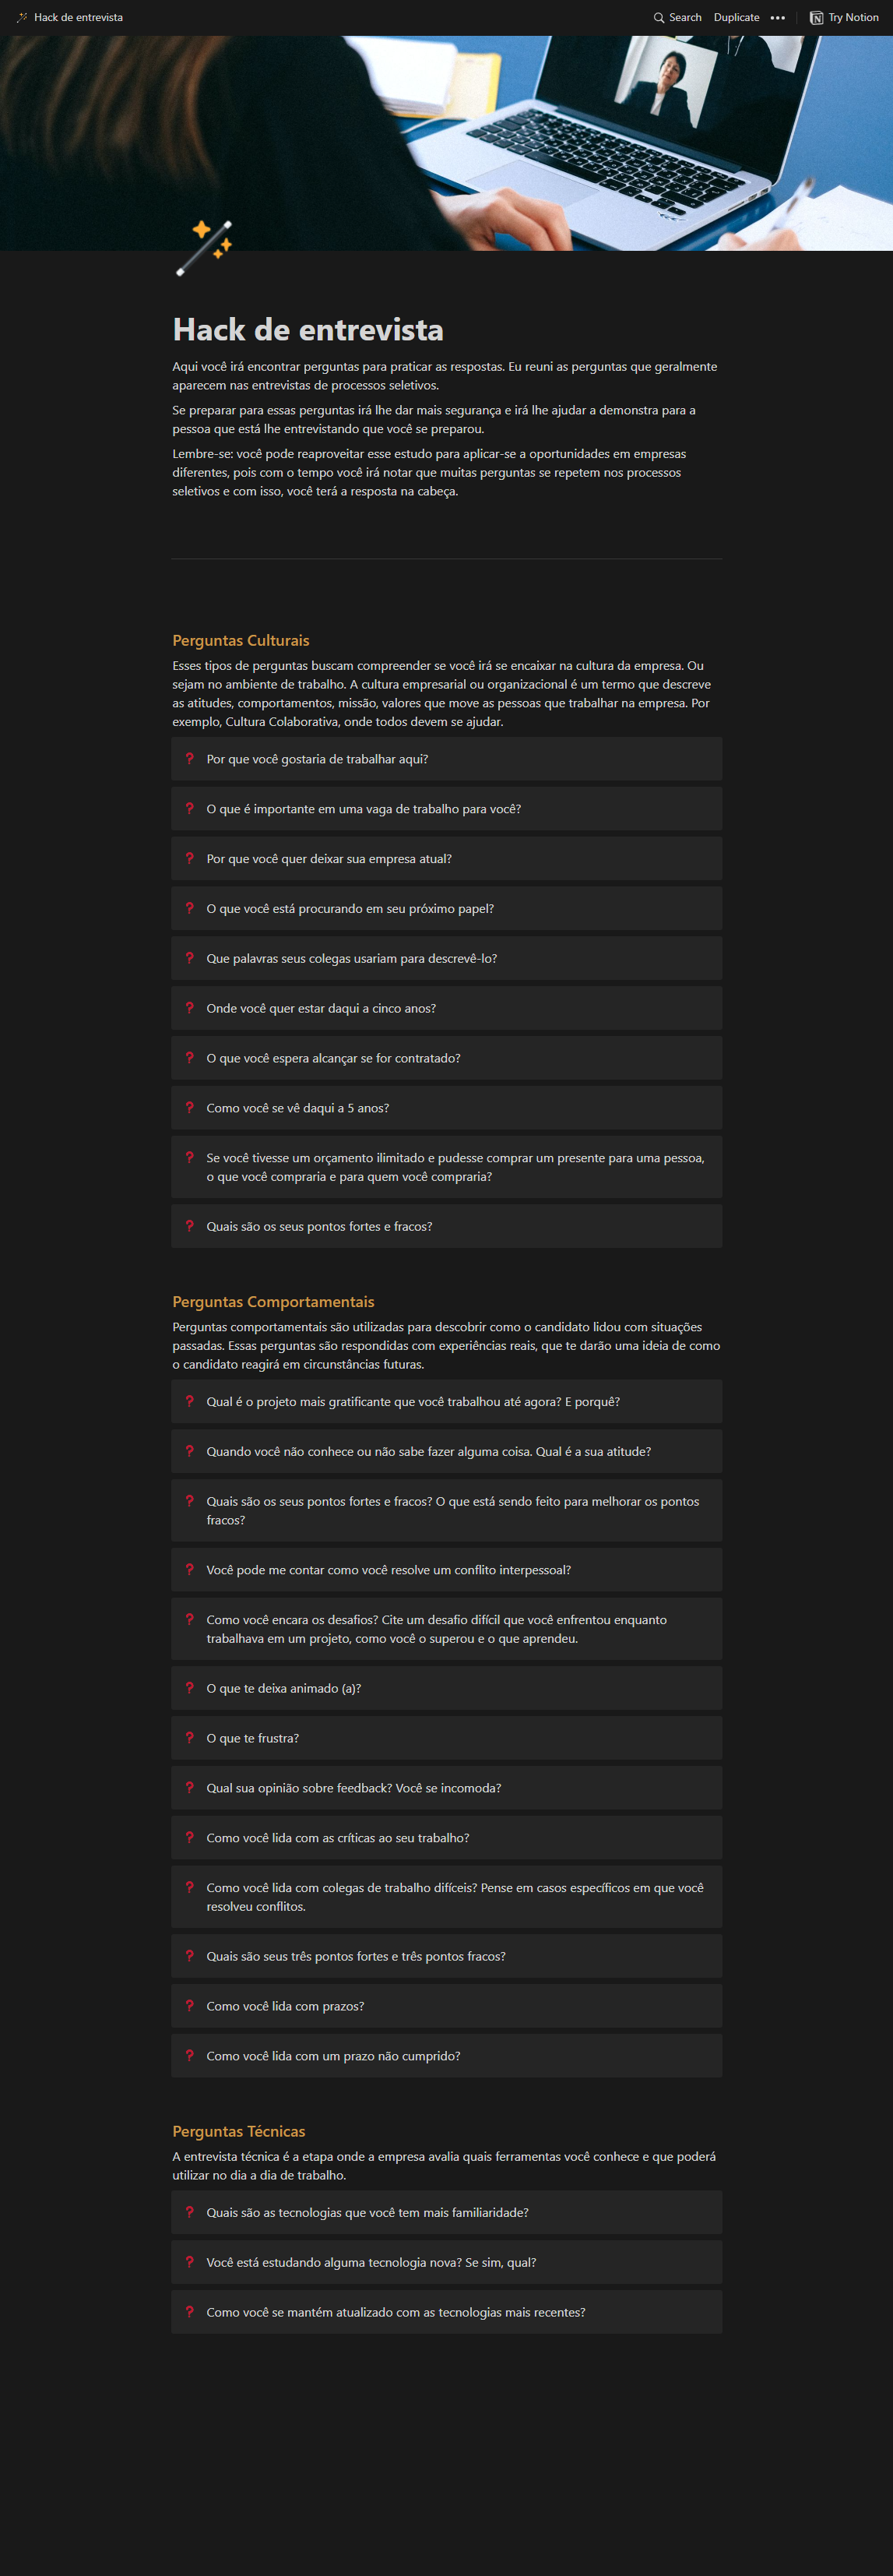 Hack de entrevista
Search
Duplicate
Try Notion
Hack de entrevista
Aqui você irá encontrar perguntas para praticar as respostas. Eu reuni as perguntas que geralmente
aparecem nas entrevistas de processos seletivos.
Se preparar para essas perguntas irá lhe dar mais segurança e irá lhe ajudar a demonstra para a
pessoa que está lhe entrevistando que você se preparou.
Lembre-se: você pode reaproveitar esse estudo para aplicar-se a oportunidades em empresas
diferentes, pois com o tempo você irá notar que muitas perguntas se repetem nos processos
seletivos e com isso, você terá a resposta na cabeça.
Perguntas Culturais
Esses tipos de perguntas buscam compreender se você irá se encaixar na cultura da empresa. Ou
sejam no ambiente de trabalho. A cultura empresarial ou organizacional é um termo que descreve
as atitudes, comportamentos, missão, valores que move as pessoas que trabalhar na empresa. Por
exemplo, Cultura Colaborativa, onde todos devem se ajudar.
❓ Por que você gostaria de trabalhar aqui?
❓ O que é importante em uma vaga de trabalho para você?
❓ Por que você quer deixar sua empresa atual?
❓ O que você está procurando em seu próximo papel?
❓ Que palavras seus colegas usariam para descrevê-lo?
❓ Onde você quer estar daqui a cinco anos?
❓ O que você espera alcançar se for contratado?
❓ Como você se vê daqui a 5 anos?
❓ Se você tivesse um orçamento ilimitado e pudesse comprar um presente para uma pessoa,
o que você compraria e para quem você compraria?
❓ Quais são os seus pontos fortes e fracos?
Perguntas Comportamentais
Perguntas comportamentais são utilizadas para descobrir como o candidato lidou com situações
passadas. Essas perguntas são respondidas com experiências reais, que te darão uma ideia de como
o candidato reagirá em circunstâncias futuras.
❓ Qual é o projeto mais gratificante que você trabalhou até agora? E porquê?
❓ Quando você não conhece ou não sabe fazer alguma coisa. Qual é a sua atitude?
❓ Quais são os seus pontos fortes e fracos? O que está sendo feito para melhorar os pontos
fracos?
❓ Você pode me contar como você resolve um conflito interpessoal?
❓ Como você encara os desafios? Cite um desafio difícil que você enfrentou enquanto
trabalhava em um projeto, como você o superou e o que aprendeu.
❓ O que te deixa animado (a)?
❓ O que te frustra?
❓ Qual sua opinião sobre feedback? Você se incomoda?
❓ Como você lida com as críticas ao seu trabalho?
❓ Como você lida com colegas de trabalho difíceis? Pense em casos específicos em que você
resolveu conflitos.
❓ Quais são seus três pontos fortes e três pontos fracos?
❓ Como você lida com prazos?
❓ Como você lida com um prazo não cumprido?
Perguntas Técnicas
A entrevista técnica é a etapa onde a empresa avalia quais ferramentas você conhece e que poderá
utilizar no dia a dia de trabalho.
❓ Quais são as tecnologias que você tem mais familiaridade?
❓ Você está estudando alguma tecnologia nova? Se sim, qual?
❓ Como você se mantém atualizado com as tecnologias mais recentes?